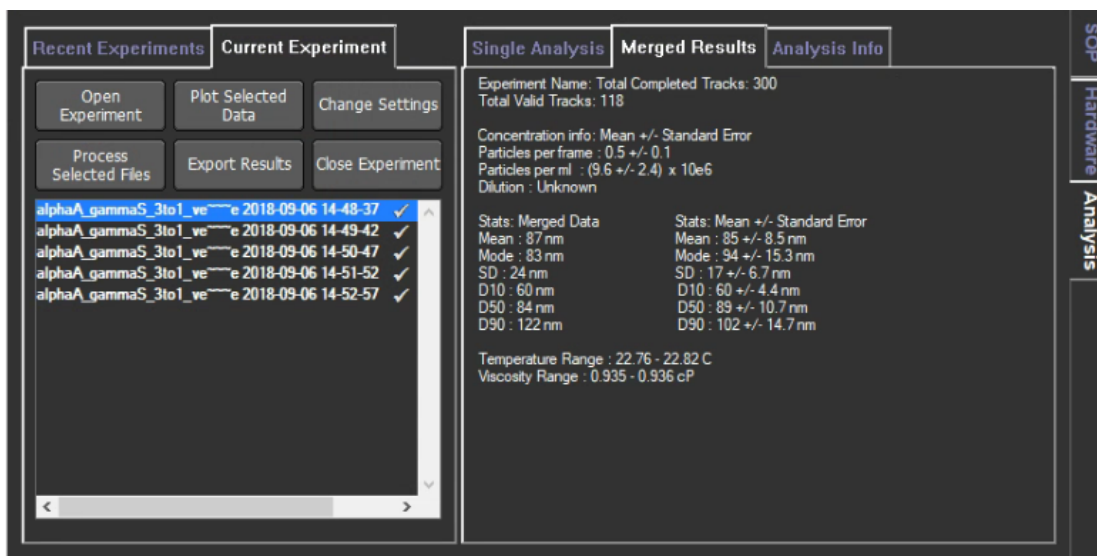 Recent Experiments
Current Experiment
Open
Experiment
Plot Selected
Data
Change Settings
Process
Selected Files
Export Results
Close Experiment
alphaA_gammaS_3to1_ve~~~e 2018-09-06 14-48-37 ✓
alphaA_gammaS_3to1_ve~~~e 2018-09-06 14-49-42 ✓
alphaA_gammaS_3to1_ve~~~e 2018-09-06 14-50-47 ✓
alphaA_gammaS_3to1_ve~~~e 2018-09-06 14-51-52 ✓
alphaA_gammaS_3to1_ve~~~e 2018-09-06 14-52-57 ✓
Single Analysis
Merged Results
Analysis Info
Experiment Name: Total Completed Tracks: 300
Total Valid Tracks: 118
Concentration info: Mean +/- Standard Error
Particles per frame : 0.5 +/- 0.1
Particles per ml : (9.6 +/- 2.4) x 10e6
Dilution : Unknown
Stats: Merged Data
Mean : 87 nm
Mode : 83 nm
SD : 24 nm
D10 : 60 nm
D50 : 84 nm
D90 : 122 nm
Stats: Mean +/- Standard Error
Mean : 85 +/- 8.5 nm
Mode : 94 +/- 15.3 nm
SD : 17 +/- 6.7 nm
D10 : 60 +/- 4.4 nm
D50 : 89 +/- 10.7 nm
D90 : 102 +/- 14.7 nm
Temperature Range : 22.76 - 22.82 C
Viscosity Range : 0.935 - 0.936 cP
SOP
Hardware
Analysis